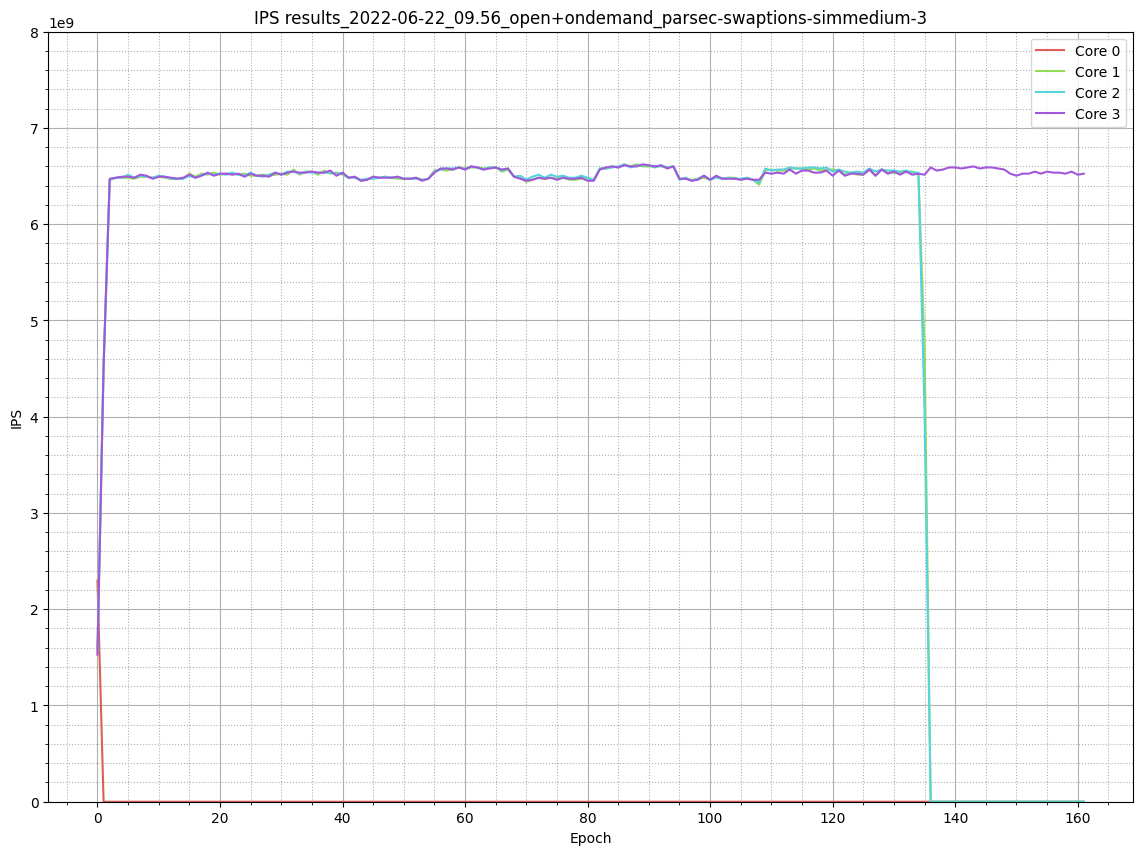 IPS results_2022-06-22_09.56_open+ondemand_parsec-swaptions-simmedium-3
1e9
8
7
6
5
4
3
2
1
0
IPS
0 20 40 60 80 100 120 140 160
Epoch
Core 0
Core 1
Core 2
Core 3